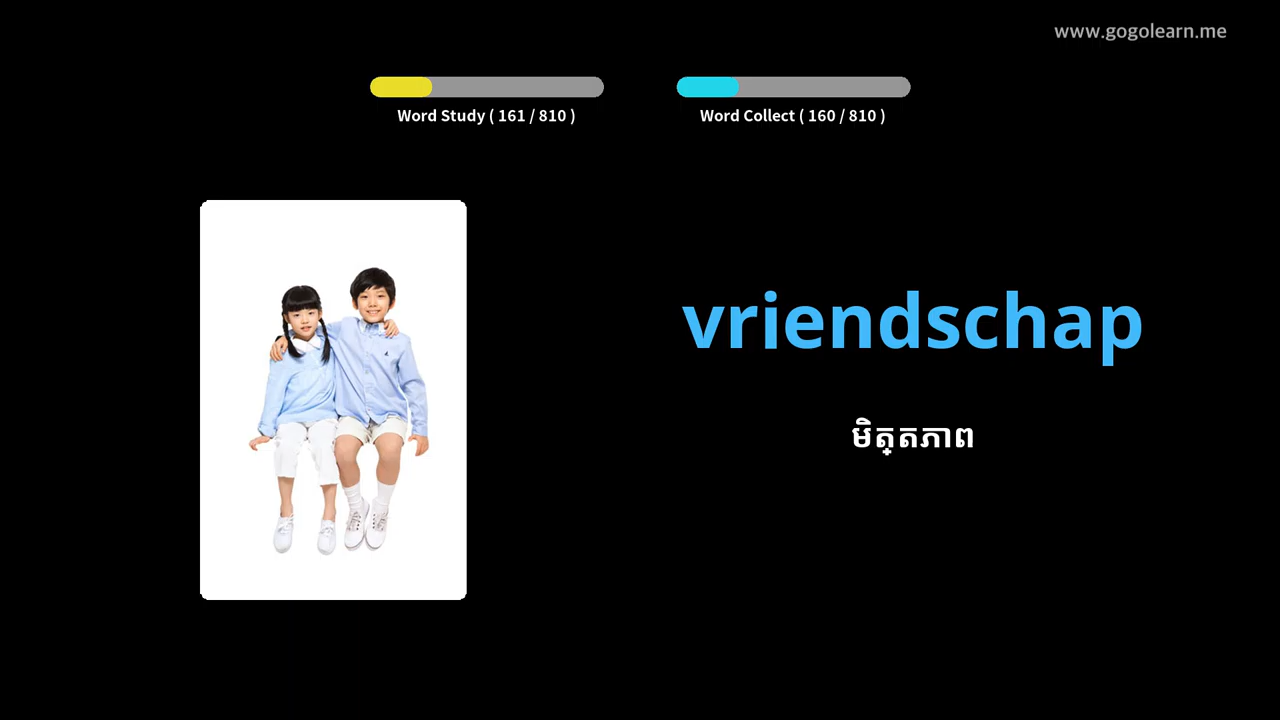 www.gogolearn.me
Word Study ( 161 / 810 )
Word Collect ( 160 / 810 )
vriendschap
មិត្តភាព